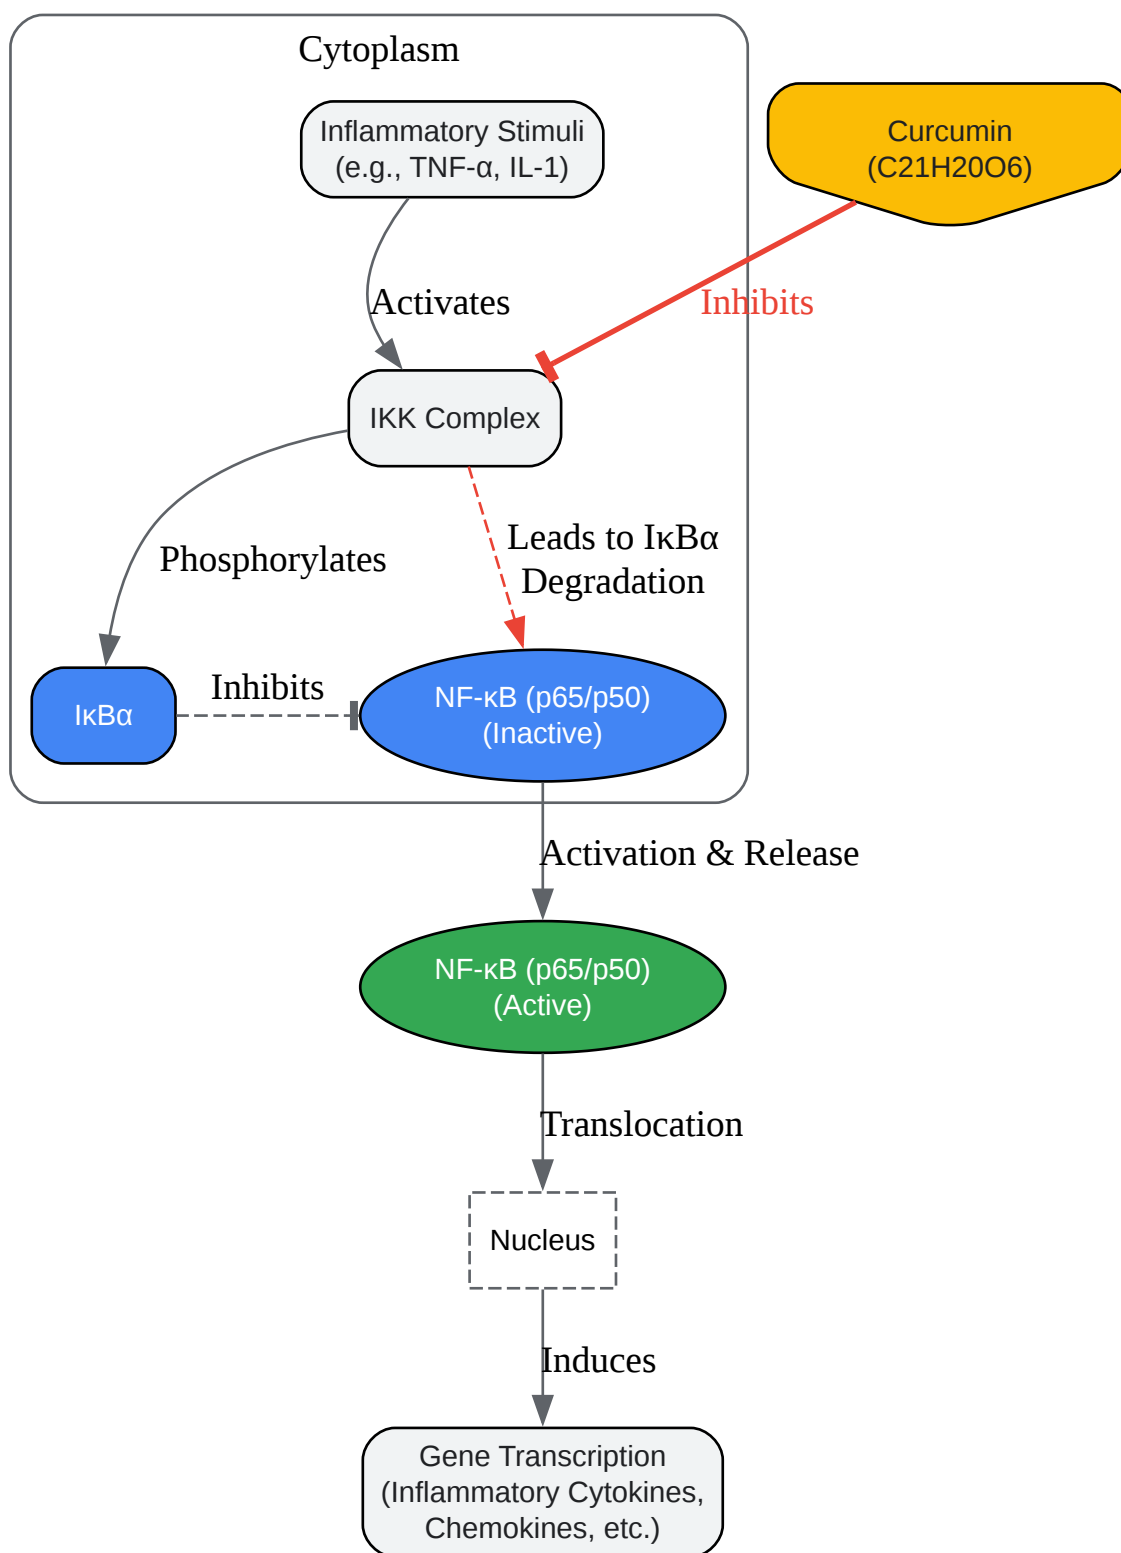 Cytoplasm
Inflammatory Stimuli
(e.g., TNF-α, IL-1)
Curcumin
(C21H20O6)
Activates
Inhibits
IKK Complex
Leads to IκBα
Degradation
Phosphorylates
IκBα
Inhibits
NF-κB (p65/p50)
(Inactive)
Activation & Release
NF-κB (p65/p50)
(Active)
Translocation
Nucleus
Induces
Gene Transcription
(Inflammatory Cytokines,
Chemokines, etc.)